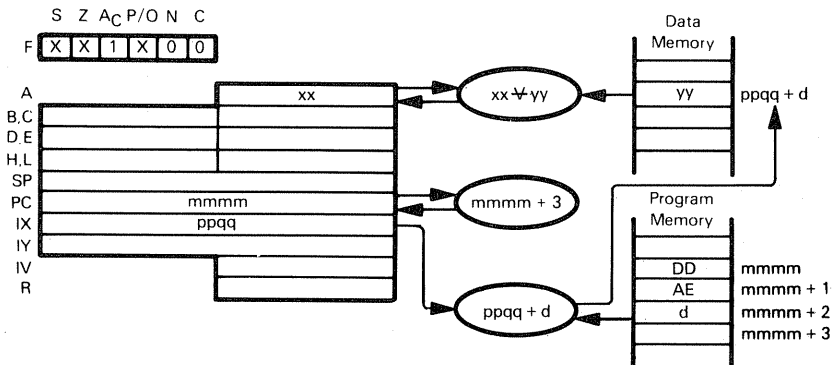 S Z AC P/O N C
F X X 1 X 0 0
Data
Memory
A xx
xx ⊻ yy
yy ppqq + d
B,C
D,E
H,L
SP
PC mmmm
mmmm + 3
Program
Memory
IX ppqq
IY
IV
R
ppqq + d
DD mmmm
AE mmmm + 1
d mmmm + 2
mmmm + 3